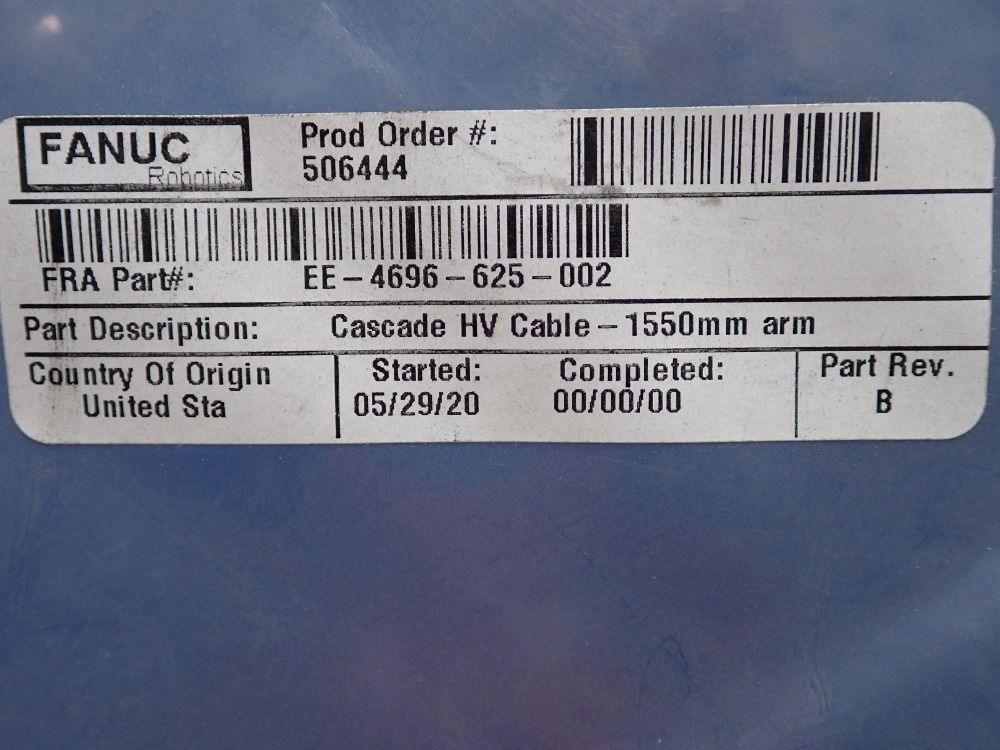 FANUC
Robotics
Prod Order #:
506444
FRA Part#: EE-4696-625-002
Part Description: Cascade HV Cable-1550mm arm
Country Of Origin Started: Completed: Part Rev.
United Sta 05/29/20 00/00/00 B